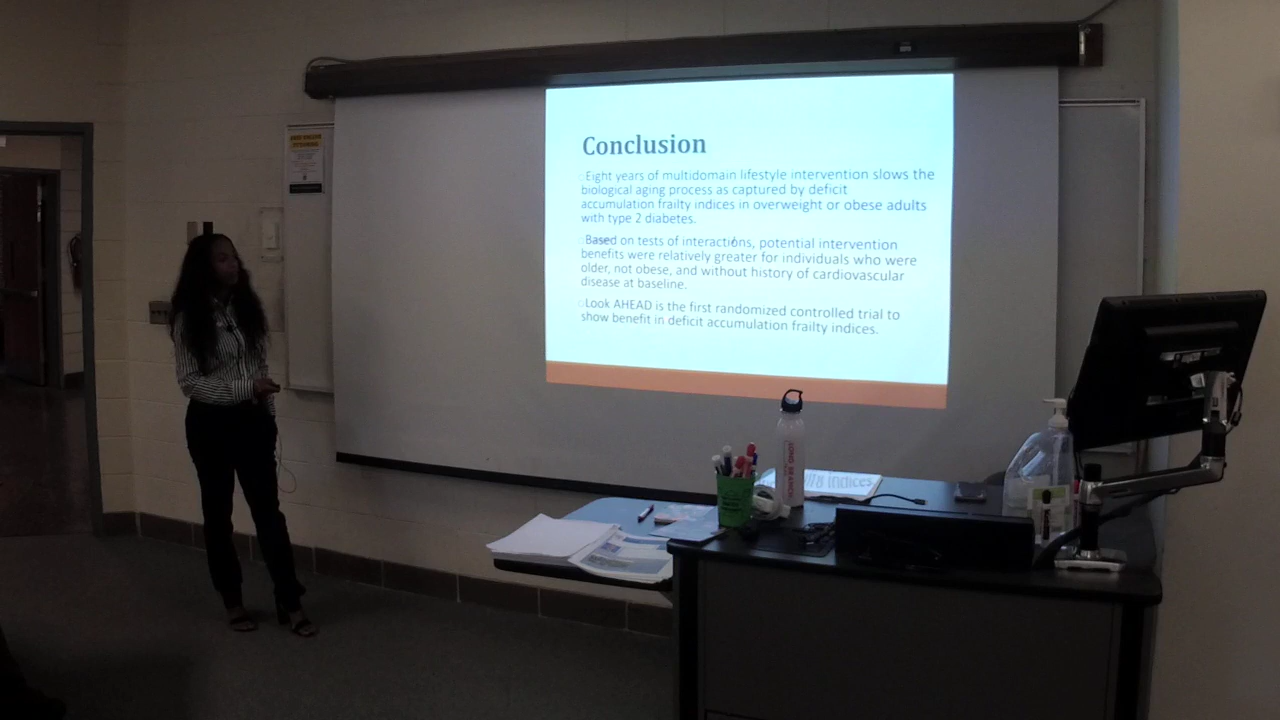 Conclusion
Eight years of multidomain lifestyle intervention slows the
biological aging process as captured by deficit
accumulation frailty indices in overweight or obese adults
with type 2 diabetes.
Based on tests of interactions, potential intervention
benefits were relatively greater for individuals who were
older, not obese, and without history of cardiovascular
disease at baseline.
Look AHEAD is the first randomized controlled trial to
show benefit in deficit accumulation frailty indices.
LONG BRANCH
indices